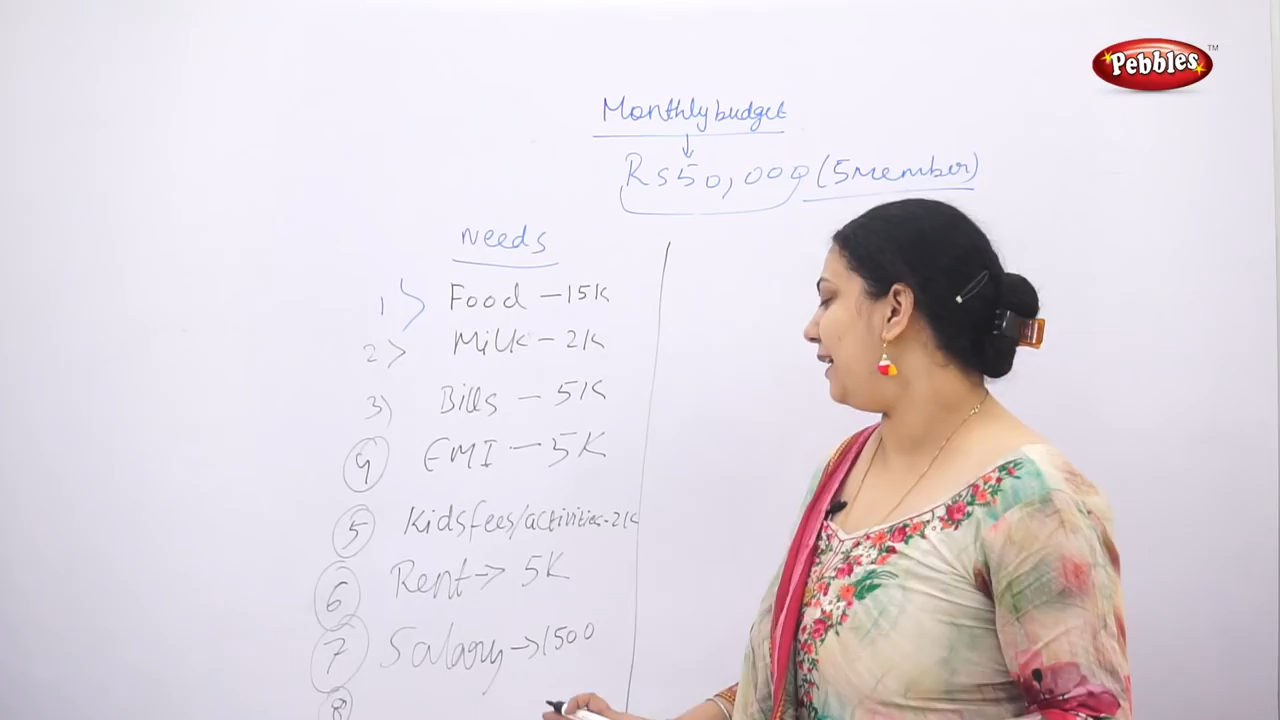 Pebbles TM
Monthly budget
Rs 50,000 (5 member)
Needs
1) Food - 15K
2) Milk - 2K
3) Bills - 5K
4 EMI - 5K
5 Kids fees/activities - 2K
6 Rent → 5K
7 Salary → 1500
8